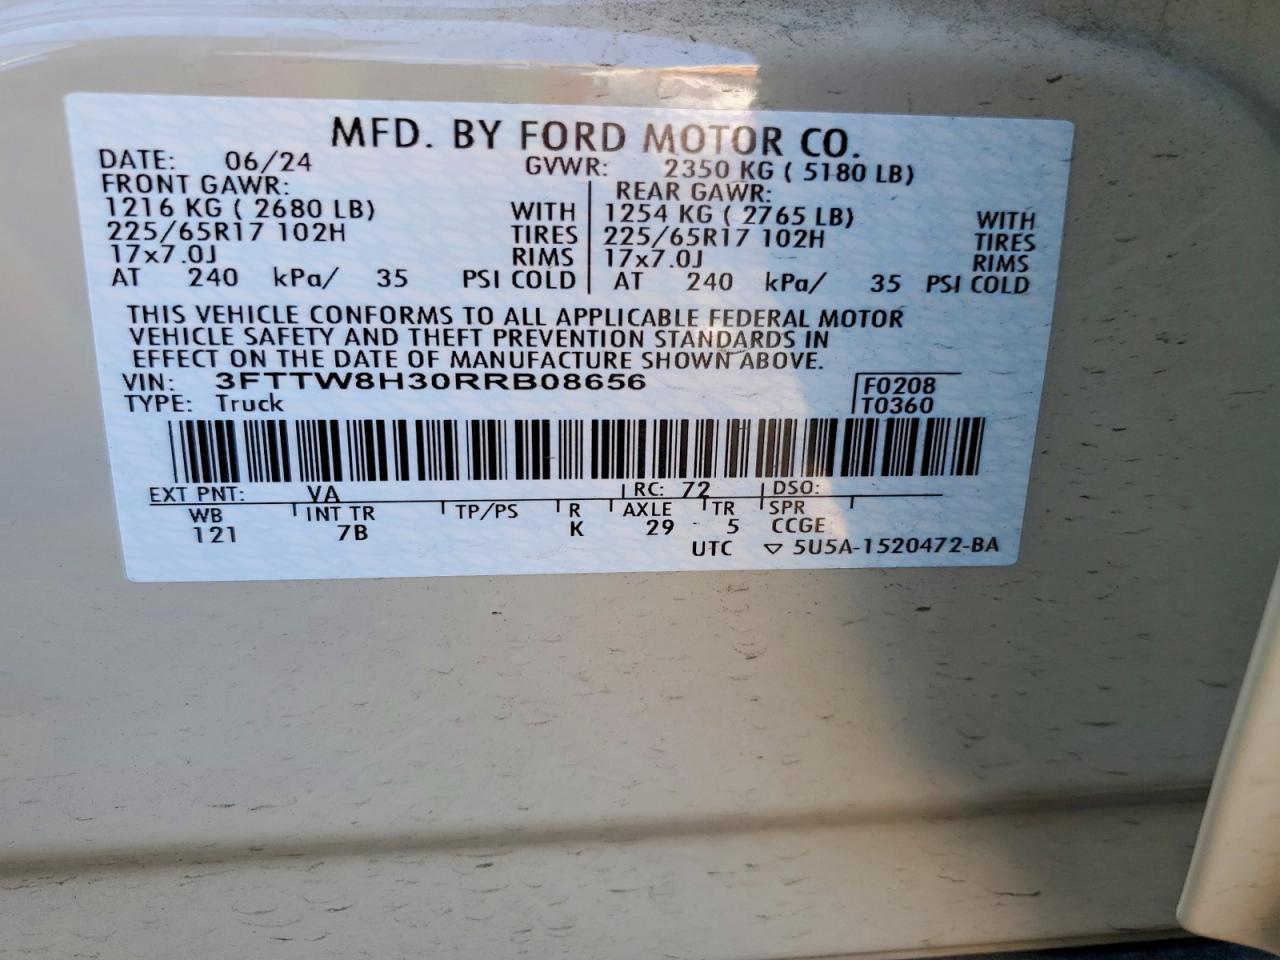 MFD. BY FORD MOTOR CO.
DATE: 06/24 GVWR: 2350 KG ( 5180 LB)
FRONT GAWR: REAR GAWR:
1216 KG ( 2680 LB) WITH 1254 KG ( 2765 LB) WITH
225/65R17 102H TIRES 225/65R17 102H TIRES
17x7.0J RIMS 17x7.0J RIMS
AT 240 kPa/ 35 PSI COLD AT 240 kPa/ 35 PSI COLD
THIS VEHICLE CONFORMS TO ALL APPLICABLE FEDERAL MOTOR
VEHICLE SAFETY AND THEFT PREVENTION STANDARDS IN
EFFECT ON THE DATE OF MANUFACTURE SHOWN ABOVE.
VIN: 3FTTW8H30RRB08656 F0208
TYPE: Truck T0360
EXT PNT: VA RC: 72 DSO:
WB INT TR TP/PS R AXLE TR SPR
121 7B K 29 5 CCGE
UTC ▽ 5U5A-1520472-BA